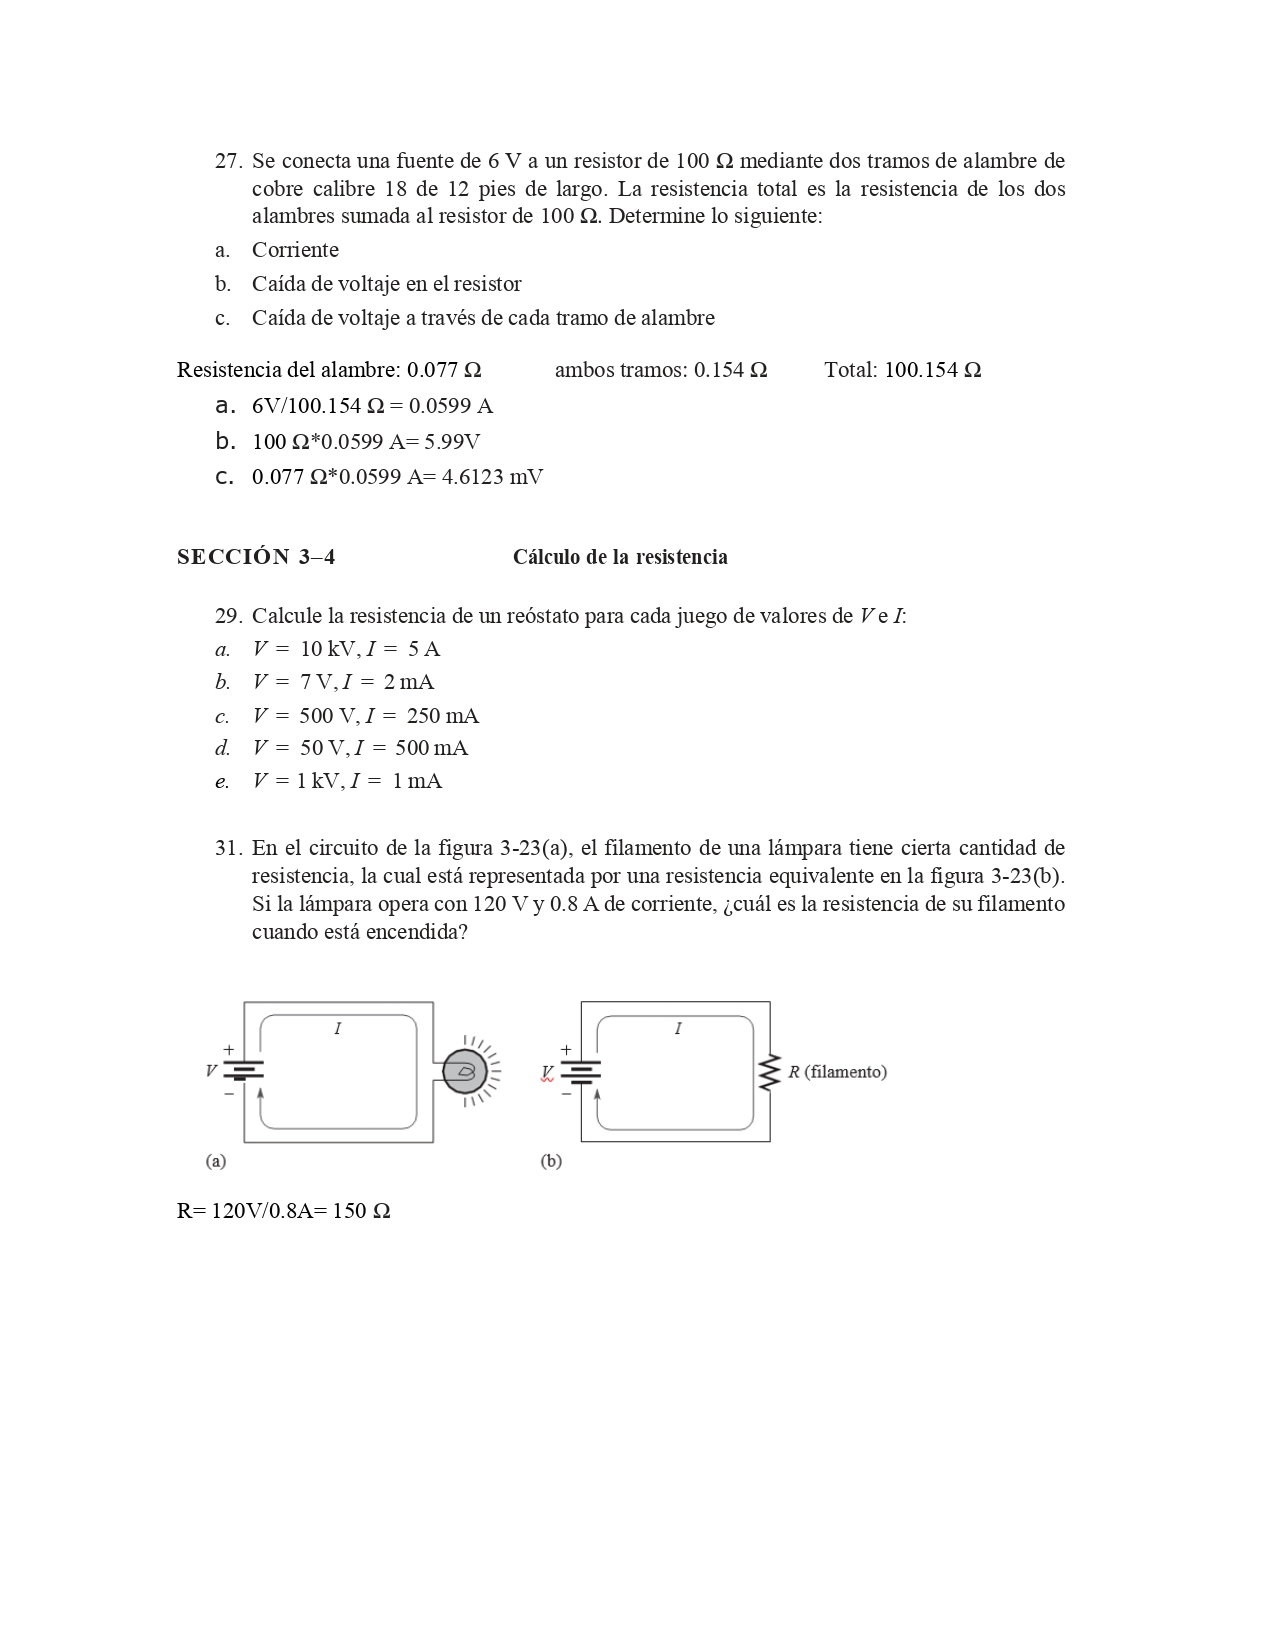 27. Se conecta una fuente de 6 V a un resistor de 100 Ω mediante dos tramos de alambre de
cobre calibre 18 de 12 pies de largo. La resistencia total es la resistencia de los dos
alambres sumada al resistor de 100 Ω. Determine lo siguiente:
a. Corriente
b. Caída de voltaje en el resistor
c. Caída de voltaje a través de cada tramo de alambre
Resistencia del alambre: 0.077 Ω ambos tramos: 0.154 Ω Total: 100.154 Ω
a. 6V/100.154 Ω = 0.0599 A
b. 100 Ω*0.0599 A= 5.99V
c. 0.077 Ω*0.0599 A= 4.6123 mV
SECCIÓN 3–4 Cálculo de la resistencia
29. Calcule la resistencia de un reóstato para cada juego de valores de V e I:
a. V = 10 kV, I = 5 A
b. V = 7 V, I = 2 mA
c. V = 500 V, I = 250 mA
d. V = 50 V, I = 500 mA
e. V = 1 kV, I = 1 mA
31. En el circuito de la figura 3-23(a), el filamento de una lámpara tiene cierta cantidad de
resistencia, la cual está representada por una resistencia equivalente en la figura 3-23(b).
Si la lámpara opera con 120 V y 0.8 A de corriente, ¿cuál es la resistencia de su filamento
cuando está encendida?
I I
+ +
V V R (filamento)
– –
(a) (b)
R= 120V/0.8A= 150 Ω